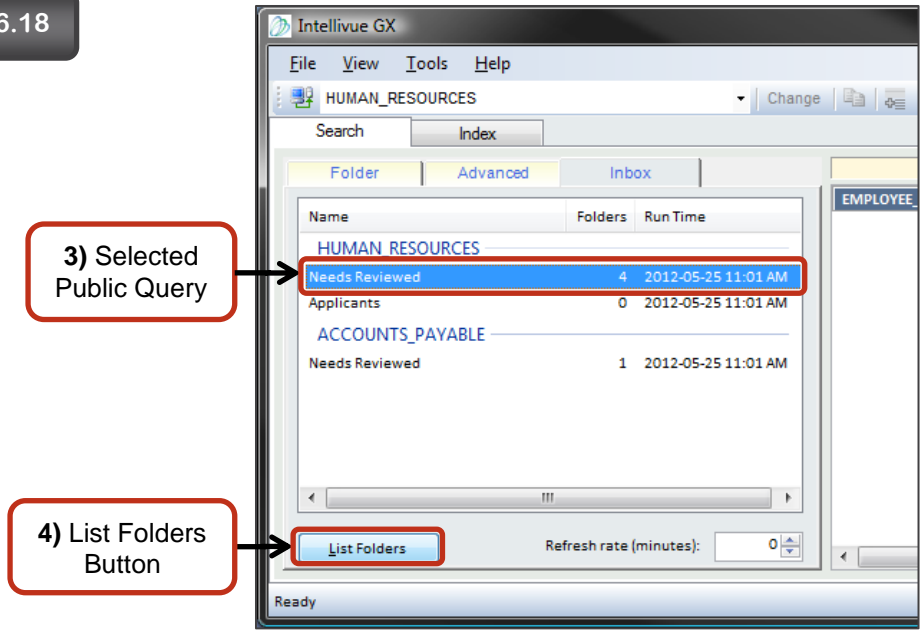 6.18
Intellivue GX
File View Tools Help
HUMAN_RESOURCES Change
Search Index
Folder Advanced Inbox
EMPLOYEE_
Name Folders Run Time
HUMAN_RESOURCES
3) Selected
Public Query
Needs Reviewed 4 2012-05-25 11:01 AM
Applicants 0 2012-05-25 11:01 AM
ACCOUNTS_PAYABLE
Needs Reviewed 1 2012-05-25 11:01 AM
4) List Folders
Button
List Folders Refresh rate (minutes): 0
Ready